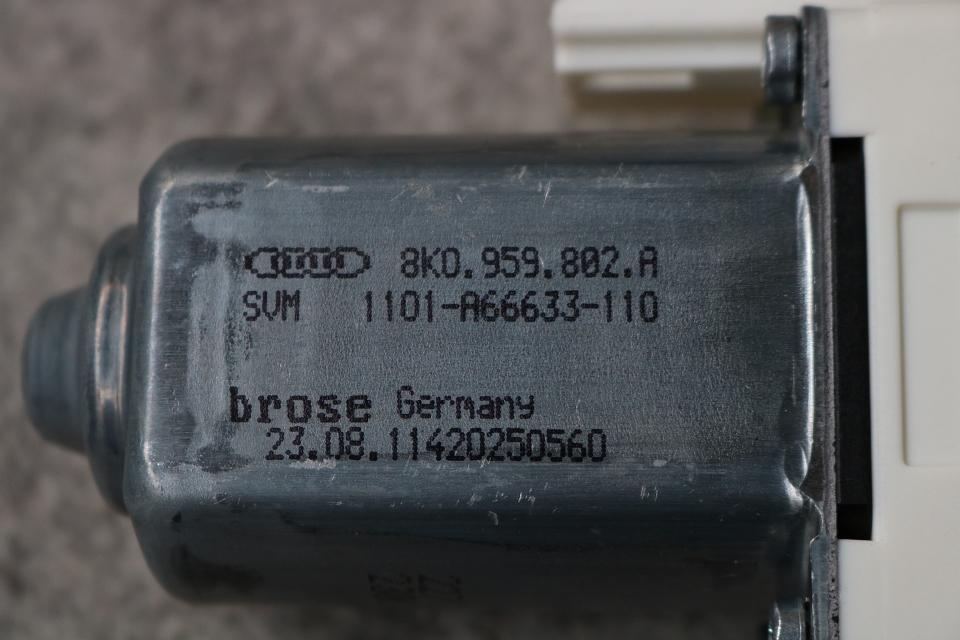 8K0.959.802.A
SVM 1101-A66633-110
brose Germany
23.08.11420250560